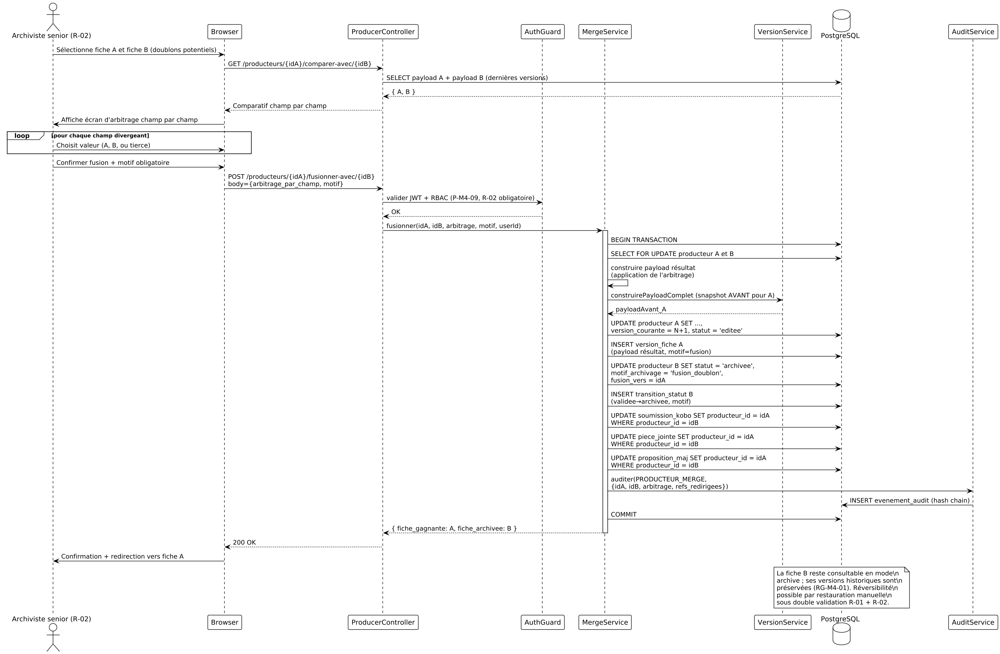 Archiviste senior (R-02)
Browser
ProducerController
AuthGuard
MergeService
VersionService
PostgreSQL
AuditService
Sélectionne fiche A et fiche B (doublons potentiels)
GET /producteurs/{idA}/comparer-avec/{idB}
SELECT payload A + payload B (dernières versions)
{ A, B }
Comparatif champ par champ
Affiche écran d'arbitrage champ par champ
loop [pour chaque champ divergeant]
Choisit valeur (A, B, ou tierce)
Confirmer fusion + motif obligatoire
POST /producteurs/{idA}/fusionner-avec/{idB}
body={arbitrage_par_champ, motif}
valider JWT + RBAC (P-M4-09, R-02 obligatoire)
OK
fusionner(idA, idB, arbitrage, motif, userId)
BEGIN TRANSACTION
SELECT FOR UPDATE producteur A et B
construire payload résultat
(application de l'arbitrage)
construirePayloadComplet (snapshot AVANT pour A)
payloadAvant_A
UPDATE producteur A SET ...,
version_courante = N+1, statut = 'editee'
INSERT version_fiche A
(payload résultat, motif=fusion)
UPDATE producteur B SET statut = 'archivee',
motif_archivage = 'fusion_doublon',
fusion_vers = idA
INSERT transition_statut B
(validee→archivee, motif)
UPDATE soumission_kobo SET producteur_id = idA
WHERE producteur_id = idB
UPDATE piece_jointe SET producteur_id = idA
WHERE producteur_id = idB
UPDATE proposition_maj SET producteur_id = idA
WHERE producteur_id = idB
auditer(PRODUCTEUR_MERGE,
{idA, idB, arbitrage, refs_redirigees})
INSERT evenement_audit (hash chain)
COMMIT
{ fiche_gagnante: A, fiche_archivee: B }
200 OK
Confirmation + redirection vers fiche A
La fiche B reste consultable en mode\n
archive ; ses versions historiques sont\n
préservées (RG-M4-01). Réversibilité\n
possible par restauration manuelle\n
sous double validation R-01 + R-02.
Archiviste senior (R-02)
Browser
ProducerController
AuthGuard
MergeService
VersionService
PostgreSQL
AuditService